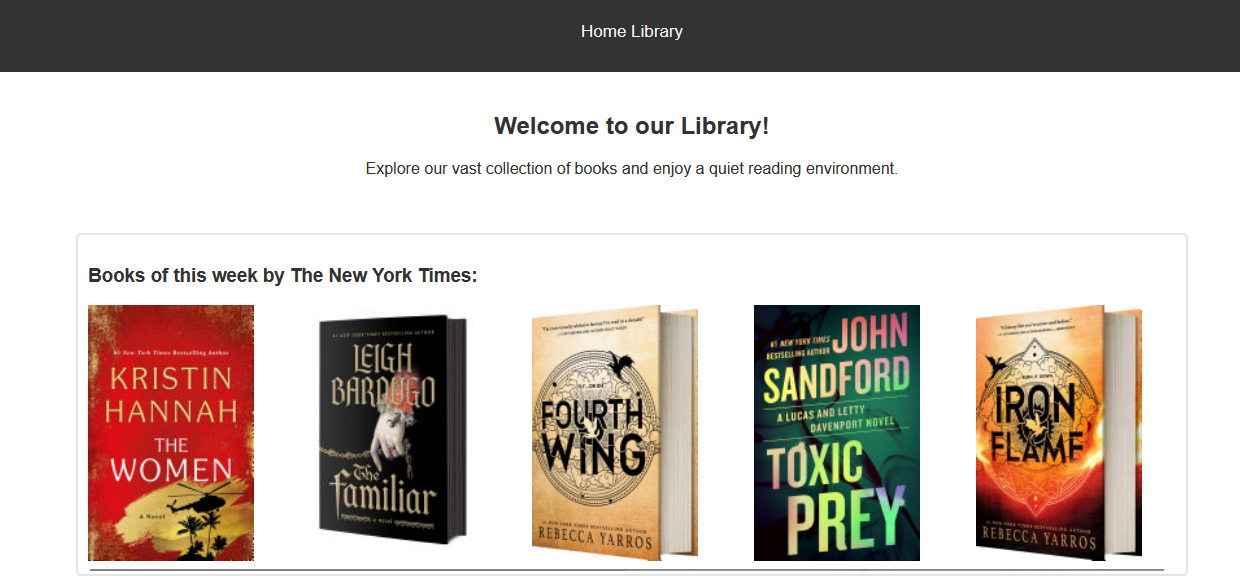 Home Library
Welcome to our Library!
Explore our vast collection of books and enjoy a quiet reading environment.
Books of this week by The New York Times:
#1 New York Times Bestselling Author
KRISTIN
HANNAH
THE
WOMEN
A Novel
#1 NEW YORK TIMES BESTSELLING AUTHOR
LEIGH
BARDUGO
The
familiar
a novel
FOURTH
WING
#1 NEW YORK TIMES BESTSELLING AUTHOR
REBECCA YARROS
#1 NEW YORK TIMES
BESTSELLING AUTHOR
JOHN
SANDFORD
A LUCAS AND LETTY
DAVENPORT NOVEL
TOXIC
PREY
IRON
FLAME
#1 NEW YORK TIMES BESTSELLING AUTHOR
REBECCA YARROS